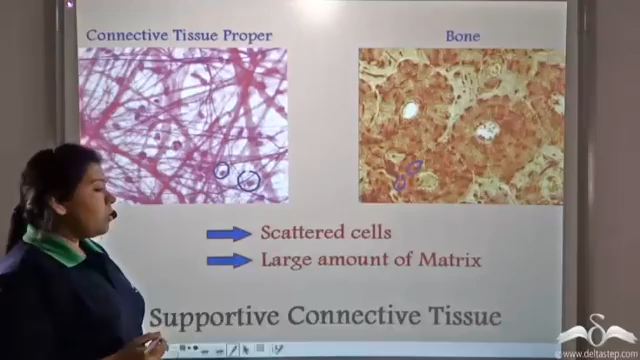 Connective Tissue Proper
Bone
Scattered cells
Large amount of Matrix
Supportive Connective Tissue
© www.deltastep.com